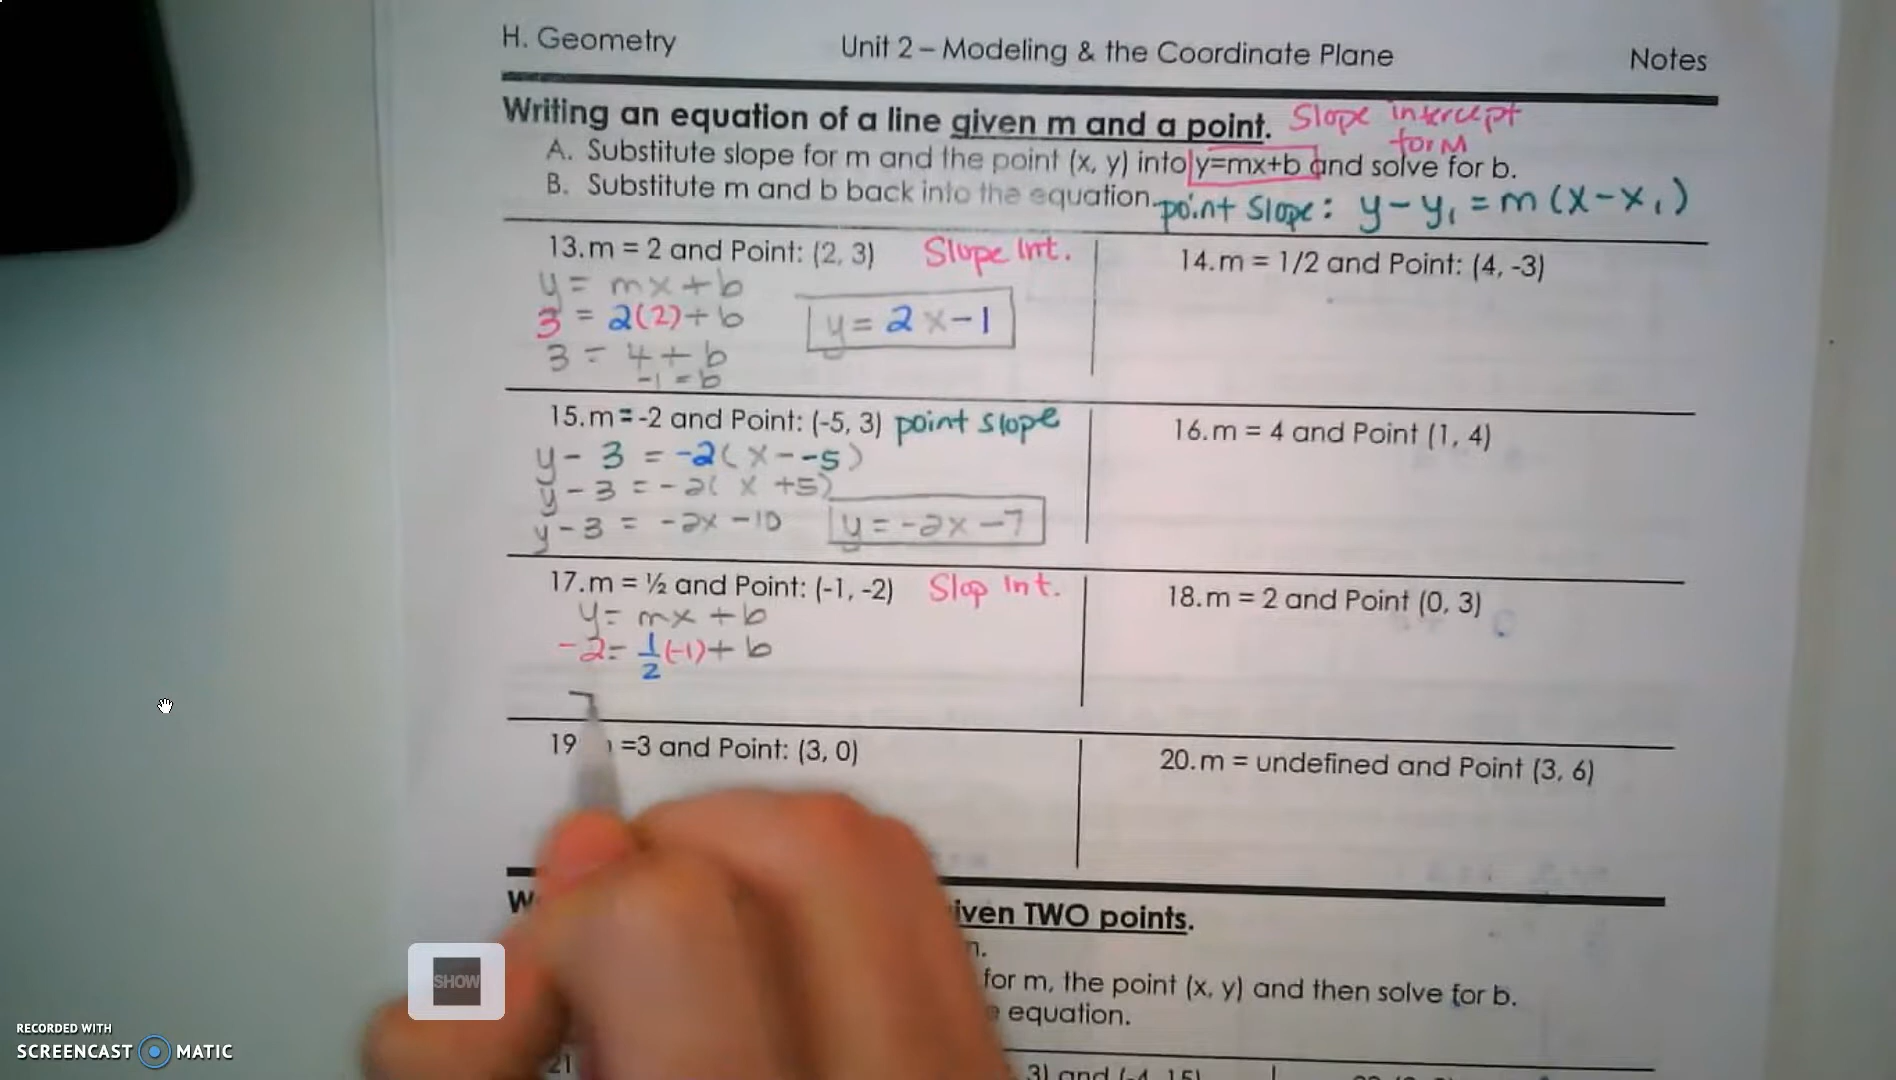 H. Geometry Unit 2 – Modeling & the Coordinate Plane Notes
Writing an equation of a line given m and a point. Slope intercept
form
A. Substitute slope for m and the point (x, y) into y=mx+b and solve for b.
B. Substitute m and b back into the equation. point slope: y - y₁ = m (x - x₁)
13. m = 2 and Point: (2, 3) Slope Int.
y = mx + b
3 = 2(2) + b
y = 2x - 1
3 = 4 + b
-1 = b
14. m = 1/2 and Point: (4, -3)
15. m = -2 and Point: (-5, 3) point slope
y - 3 = -2( x - -5 )
y - 3 = -2( x + 5)
y - 3 = -2x - 10
y = -2x - 7
16. m = 4 and Point (1, 4)
17. m = ½ and Point: (-1, -2) Slop Int.
y = mx + b
-2 = 1/2 (-1) + b
18. m = 2 and Point (0, 3)
19 =3 and Point: (3, 0)
20. m = undefined and Point (3, 6)
W iven TWO points.
n.
for m, the point (x, y) and then solve for b.
equation.
21 3) and (-4, 15)
SHOW
RECORDED WITH
SCREENCAST MATIC